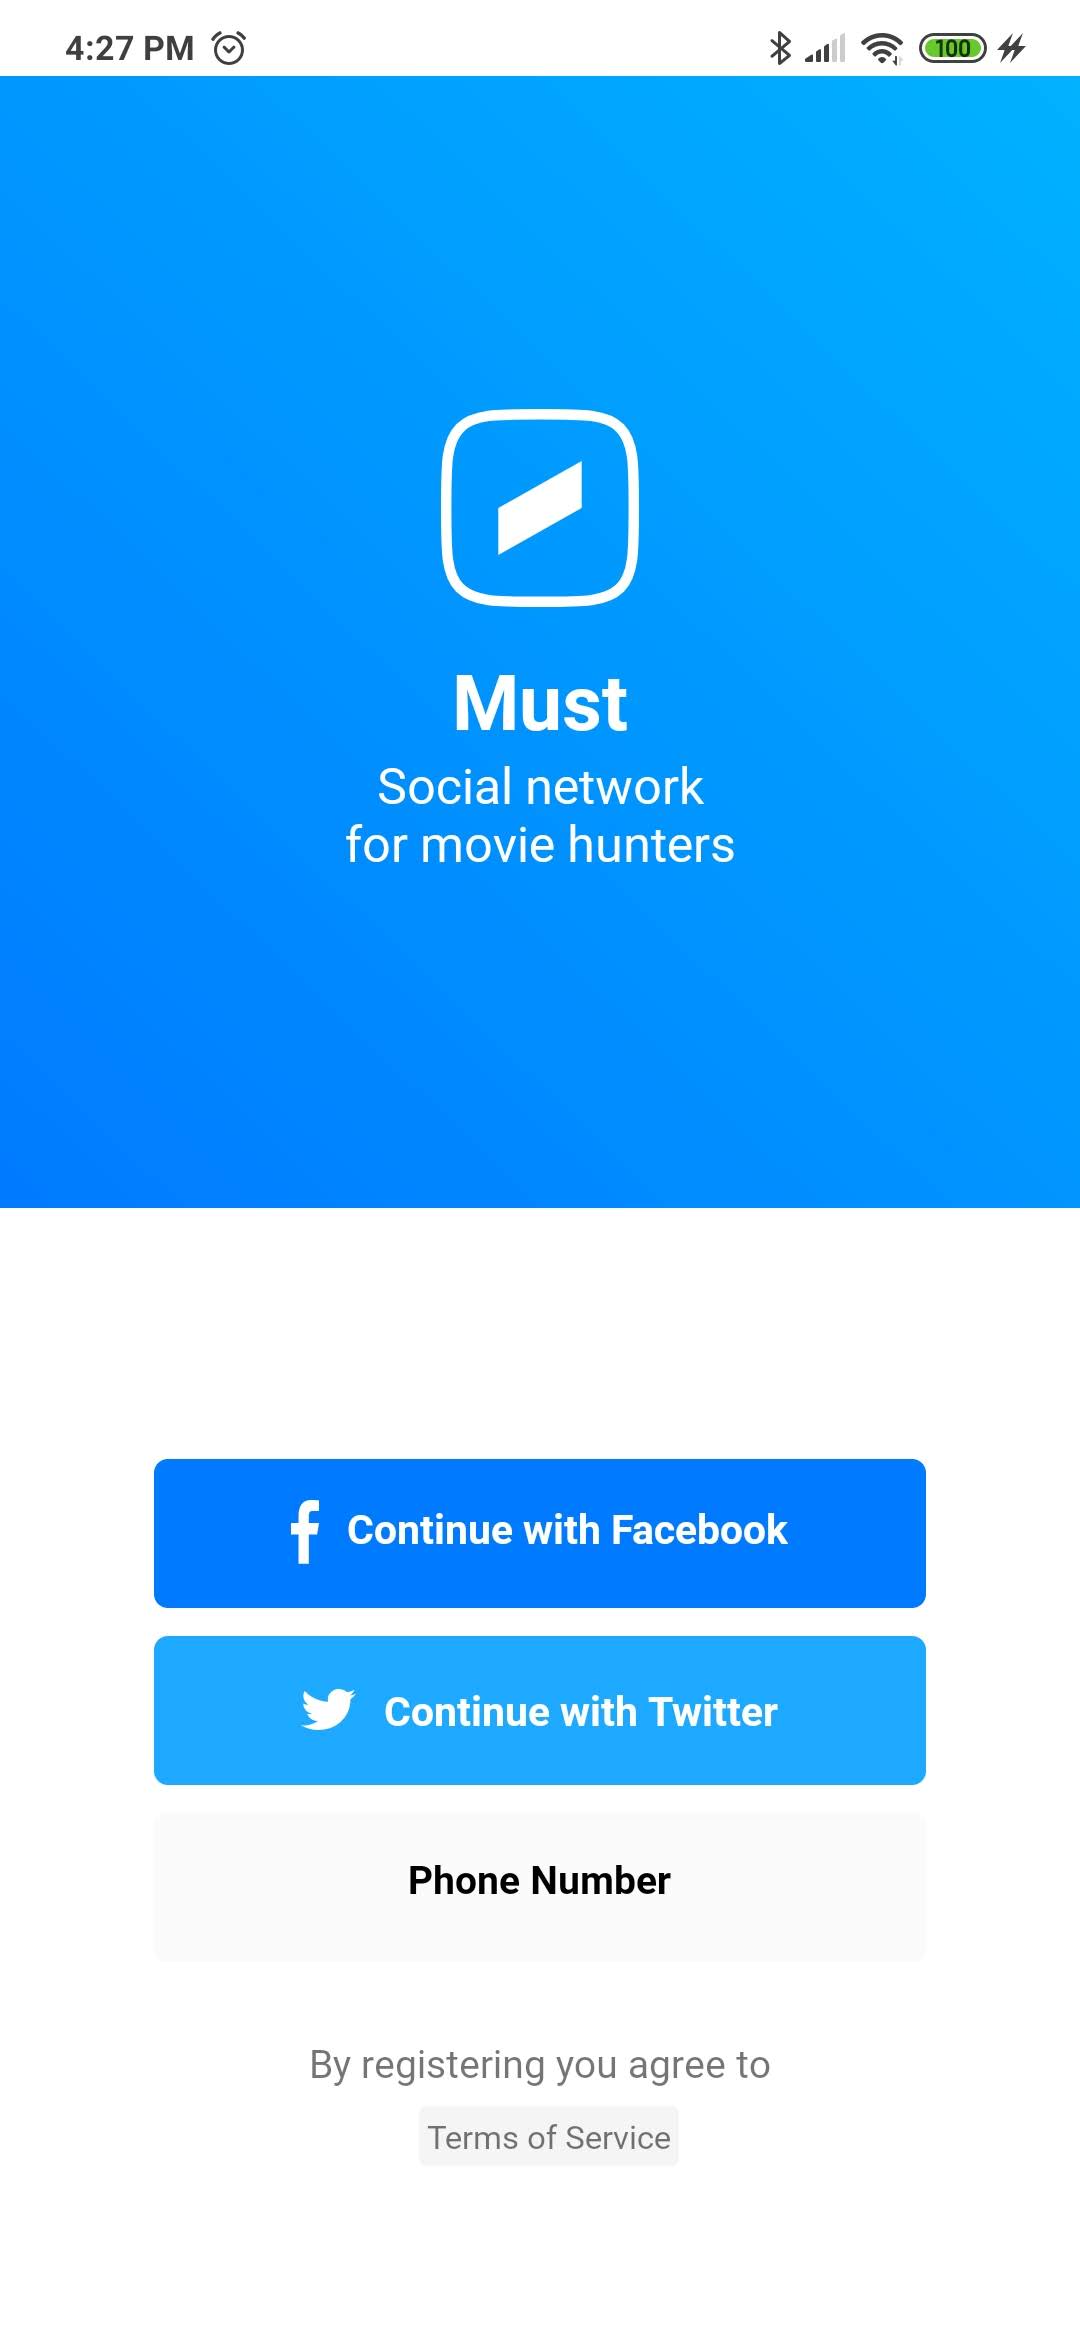 4:27 PM
100
Must
Social network
for movie hunters
Continue with Facebook
Continue with Twitter
Phone Number
By registering you agree to
Terms of Service